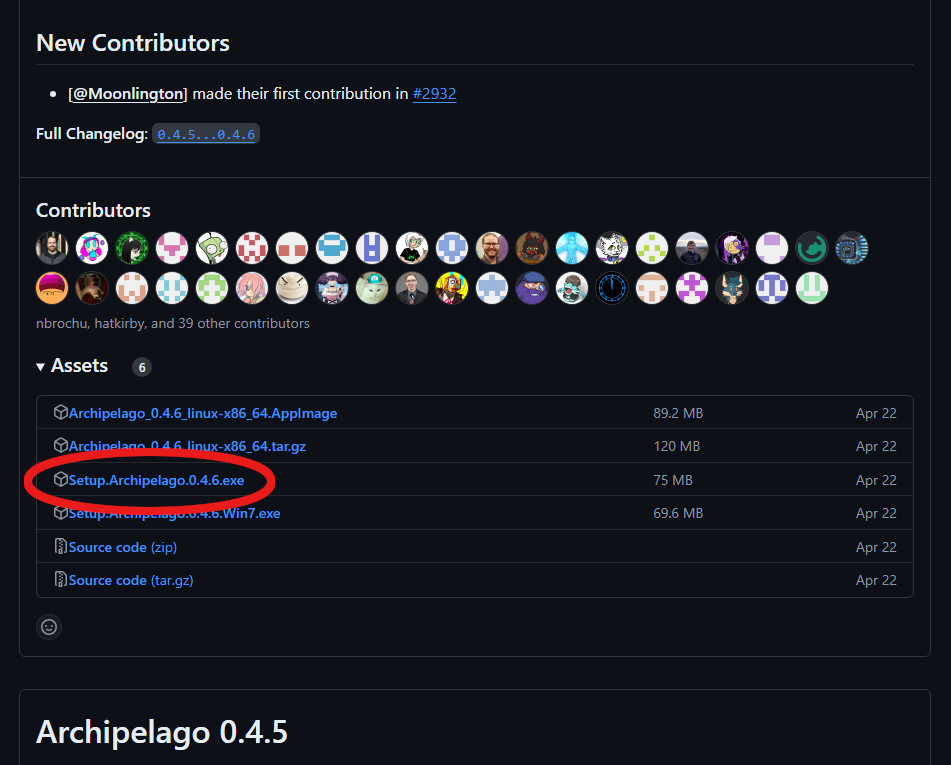 New Contributors
[@Moonlington] made their first contribution in #2932
Full Changelog: 0.4.5...0.4.6
Contributors
nbrochu, hatkirby, and 39 other contributors
Assets 6
Archipelago_0.4.6_linux-x86_64.AppImage 89.2 MB Apr 22
Archipelago_0.4.6_linux-x86_64.tar.gz 120 MB Apr 22
Setup.Archipelago.0.4.6.exe 75 MB Apr 22
Setup.Archipelago.0.4.6.Win7.exe 69.6 MB Apr 22
Source code (zip) Apr 22
Source code (tar.gz) Apr 22
Archipelago 0.4.5